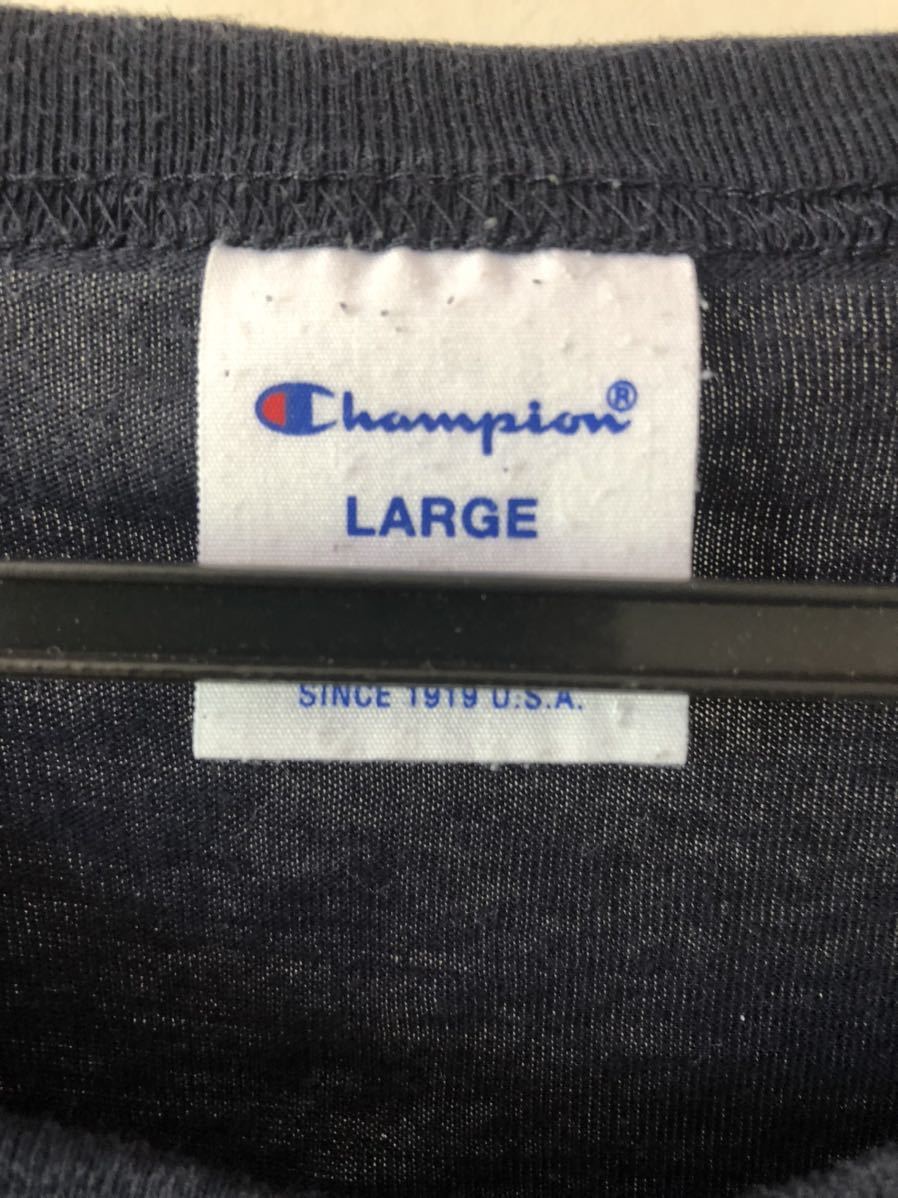 Champion®
LARGE
SINCE 1919 U.S.A.